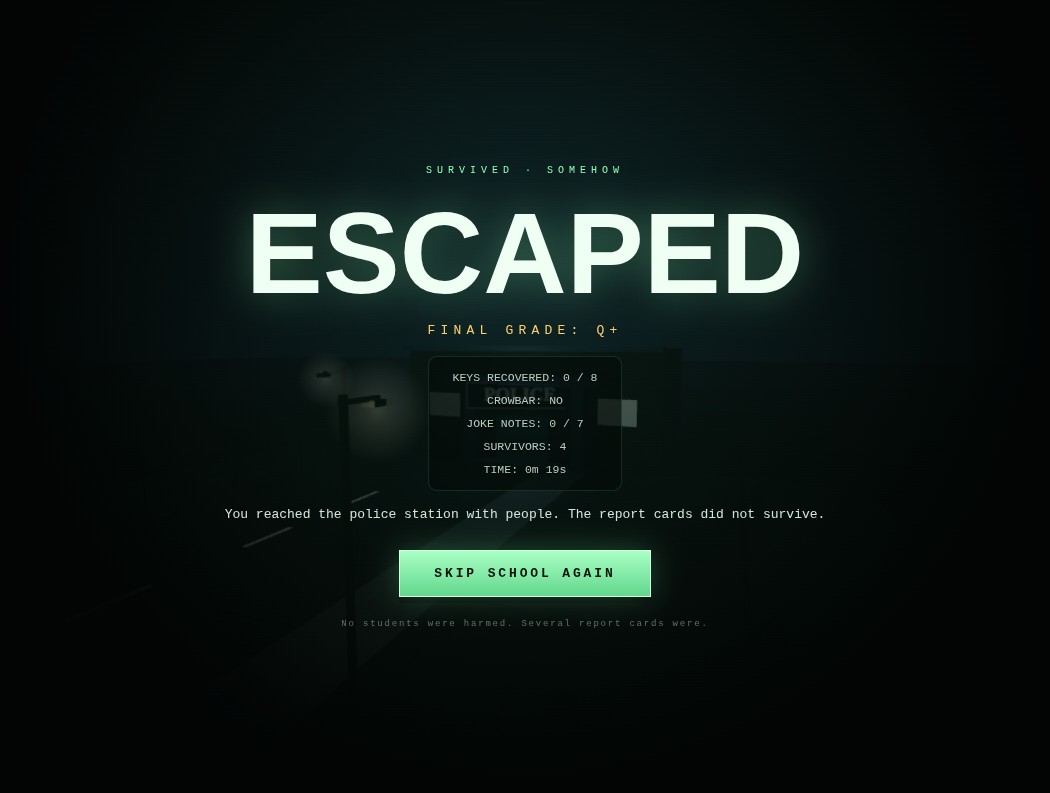 SURVIVED · SOMEHOW
ESCAPED
FINAL GRADE: Q+
KEYS RECOVERED: 0 / 8
POLICE
CROWBAR: NO
JOKE NOTES: 0 / 7
SURVIVORS: 4
TIME: 0m 19s
You reached the police station with people. The report cards did not survive.
SKIP SCHOOL AGAIN
No students were harmed. Several report cards were.